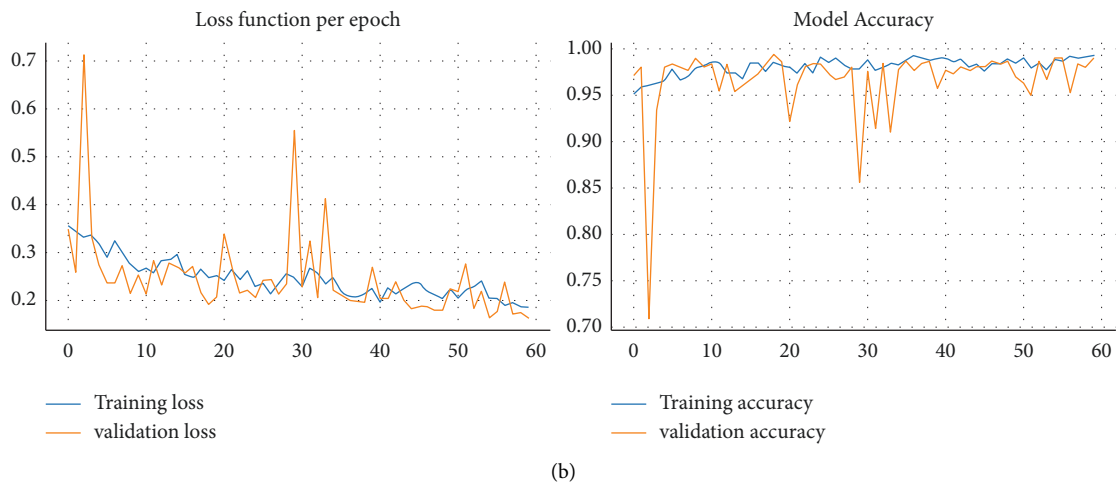 Loss function per epoch
0.7
0.6
0.5
0.4
0.3
0.2
0 10 20 30 40 50 60
Training loss
validation loss
Model Accuracy
1.00
0.95
0.90
0.85
0.80
0.75
0.70
0 10 20 30 40 50 60
Training accuracy
validation accuracy
(b)